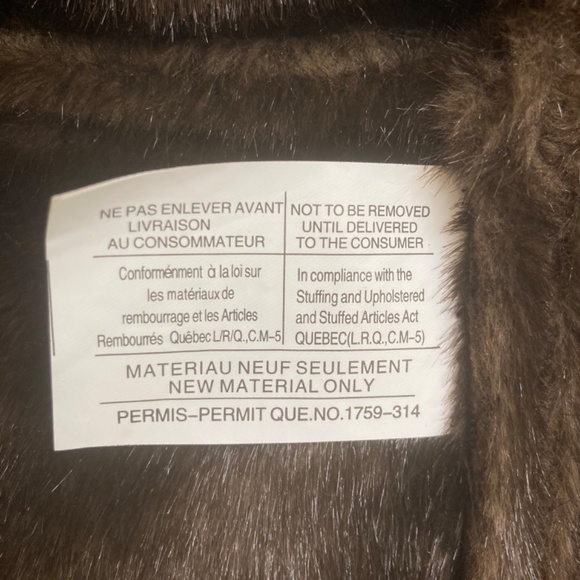 NE PAS ENLEVER AVANT
LIVRAISON
AU CONSOMMATEUR
NOT TO BE REMOVED
UNTIL DELIVERED
TO THE CONSUMER
Conforménment à la loi sur
les matériaux de
rembourrage et les Articles
Rembourrés Québec L/R/Q.,C.M-5
In compliance with the
Stuffing and Upholstered
and Stuffed Articles Act
QUEBEC(L.R.Q.,C.M-5)
MATERIAU NEUF SEULEMENT
NEW MATERIAL ONLY
PERMIS-PERMIT QUE.NO.1759-314